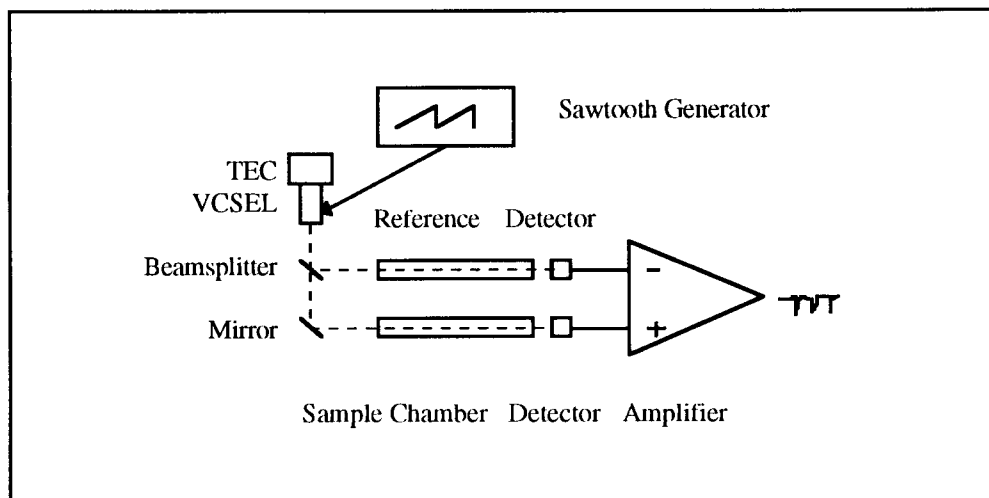 Sawtooth Generator
TEC
VCSEL
Reference Detector
Beamsplitter
-
Mirror
+
Sample Chamber Detector Amplifier